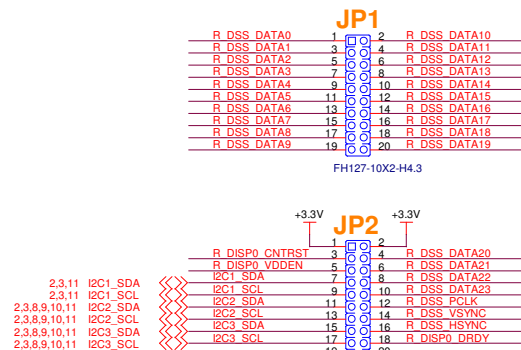 JP1
R_DSS_DATA0 1 2 R_DSS_DATA10
R_DSS_DATA1 3 4 R_DSS_DATA11
R_DSS_DATA2 5 6 R_DSS_DATA12
R_DSS_DATA3 7 8 R_DSS_DATA13
R_DSS_DATA4 9 10 R_DSS_DATA14
R_DSS_DATA5 11 12 R_DSS_DATA15
R_DSS_DATA6 13 14 R_DSS_DATA16
R_DSS_DATA7 15 16 R_DSS_DATA17
R_DSS_DATA8 17 18 R_DSS_DATA18
R_DSS_DATA9 19 20 R_DSS_DATA19
FH127-10X2-H4.3
+3.3V +3.3V
JP2
1 2
R_DISP0_CNTRST 3 4 R_DSS_DATA20
R_DISP0_VDDEN 5 6 R_DSS_DATA21
2,3,11 I2C1_SDA I2C1_SDA 7 8 R_DSS_DATA22
2,3,11 I2C1_SCL I2C1_SCL 9 10 R_DSS_DATA23
2,3,8,9,10,11 I2C2_SDA I2C2_SDA 11 12 R_DSS_PCLK
2,3,8,9,10,11 I2C2_SCL I2C2_SCL 13 14 R_DSS_VSYNC
2,3,8,9,10,11 I2C3_SDA I2C3_SDA 15 16 R_DSS_HSYNC
2,3,8,9,10,11 I2C3_SCL I2C3_SCL 17 18 R_DISP0_DRDY